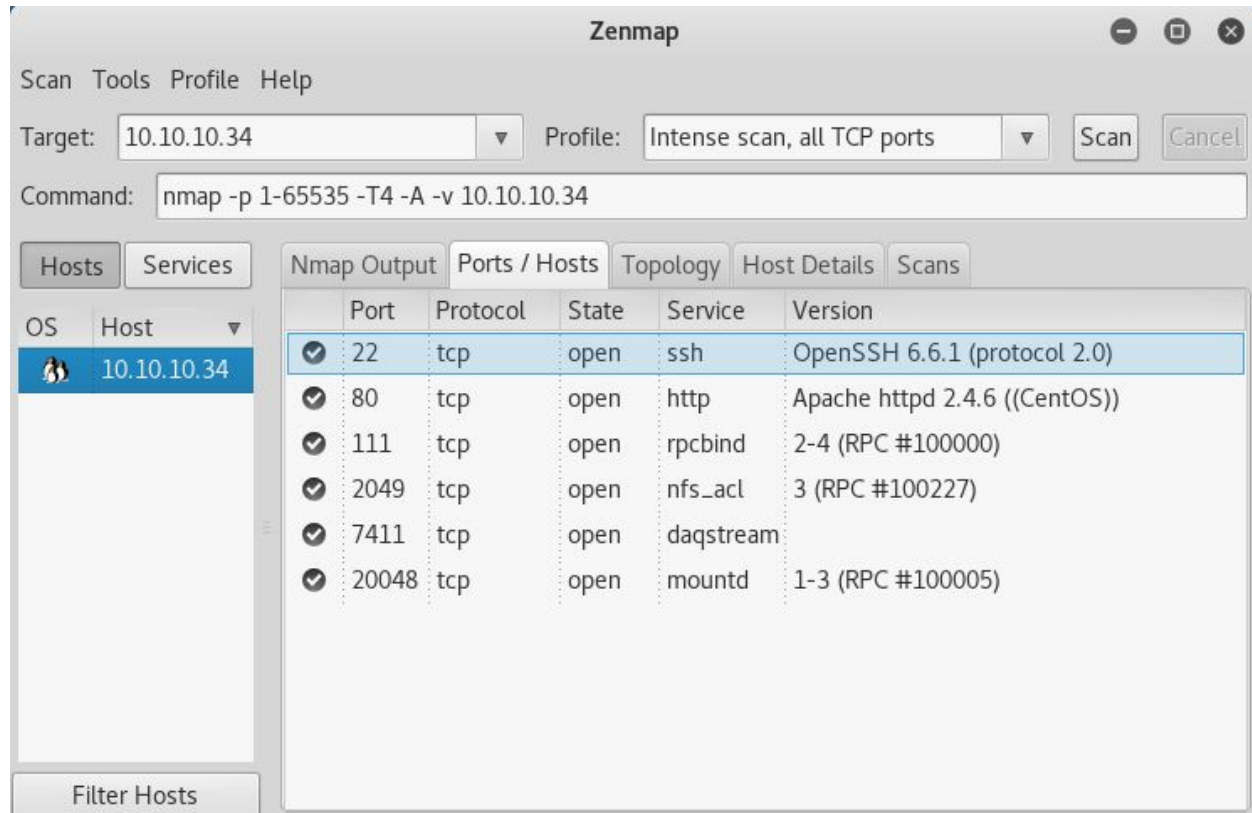 Zenmap
Scan Tools Profile Help
Target: 10.10.10.34 Profile: Intense scan, all TCP ports Scan Cancel
Command: nmap -p 1-65535 -T4 -A -v 10.10.10.34
Hosts Services Nmap Output Ports / Hosts Topology Host Details Scans
OS Host Port Protocol State Service Version
10.10.10.34 22 tcp open ssh OpenSSH 6.6.1 (protocol 2.0)
80 tcp open http Apache httpd 2.4.6 ((CentOS))
111 tcp open rpcbind 2-4 (RPC #100000)
2049 tcp open nfs_acl 3 (RPC #100227)
7411 tcp open daqstream
20048 tcp open mountd 1-3 (RPC #100005)
Filter Hosts